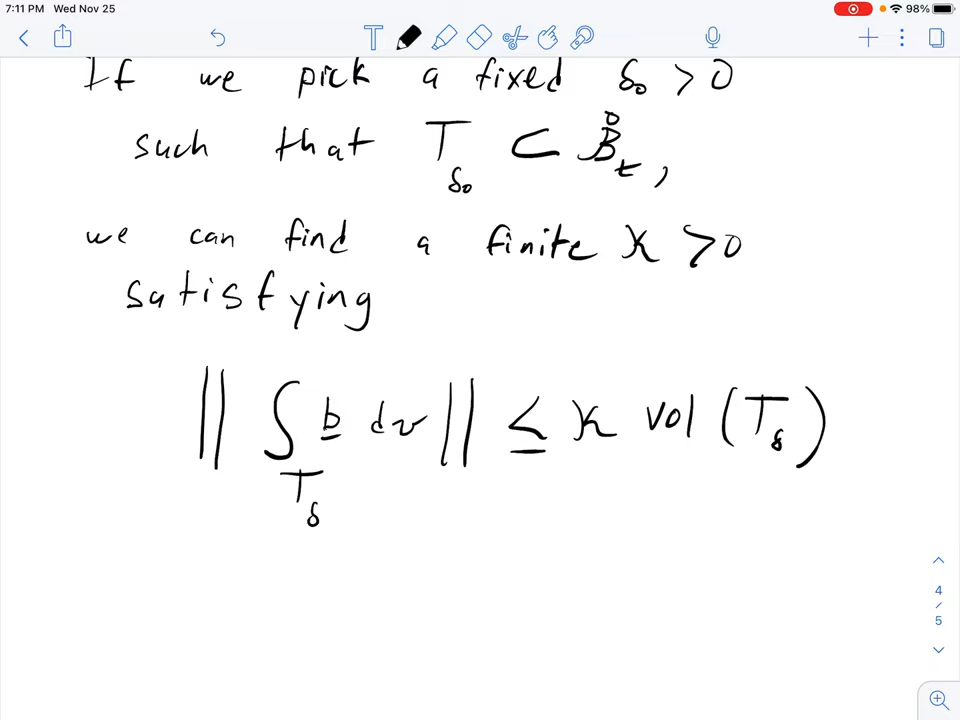 7:11 PM Wed Nov 25
98%
If we pick a fixed δ₀ > 0
such that T_δ₀ ⊂ B̊_t,
we can find a finite K > 0
satisfying
‖ ∫_T_δ b̲ dv ‖ ≤ K vol (T_δ)
4
/
5